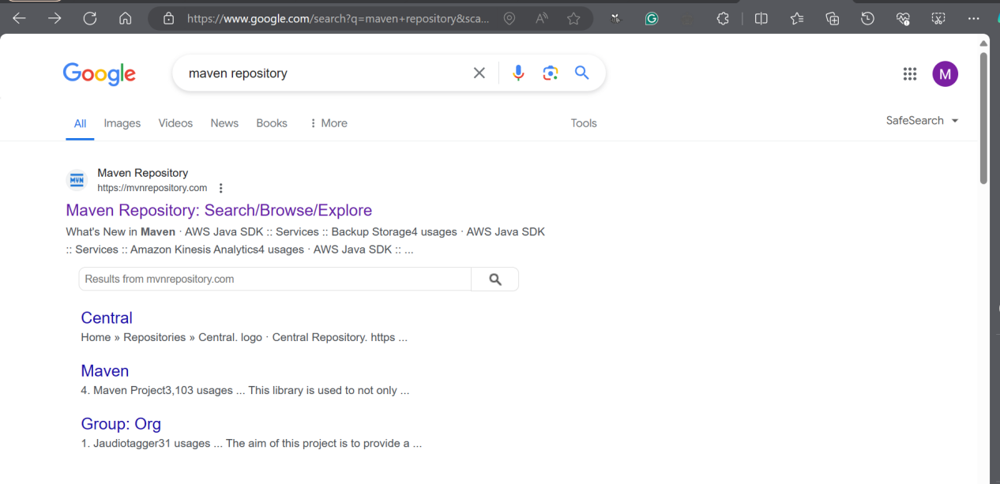 https://www.google.com/search?q=maven+repository&sca...
Google
maven repository
M
All Images Videos News Books More Tools SafeSearch
MVN
Maven Repository
https://mvnrepository.com
Maven Repository: Search/Browse/Explore
What's New in Maven · AWS Java SDK :: Services :: Backup Storage4 usages · AWS Java SDK
:: Services :: Amazon Kinesis Analytics4 usages · AWS Java SDK :: ...
Results from mvnrepository.com
Central
Home » Repositories » Central. logo · Central Repository. https ...
Maven
4. Maven Project3,103 usages ... This library is used to not only ...
Group: Org
1. Jaudiotagger31 usages ... The aim of this project is to provide a ...